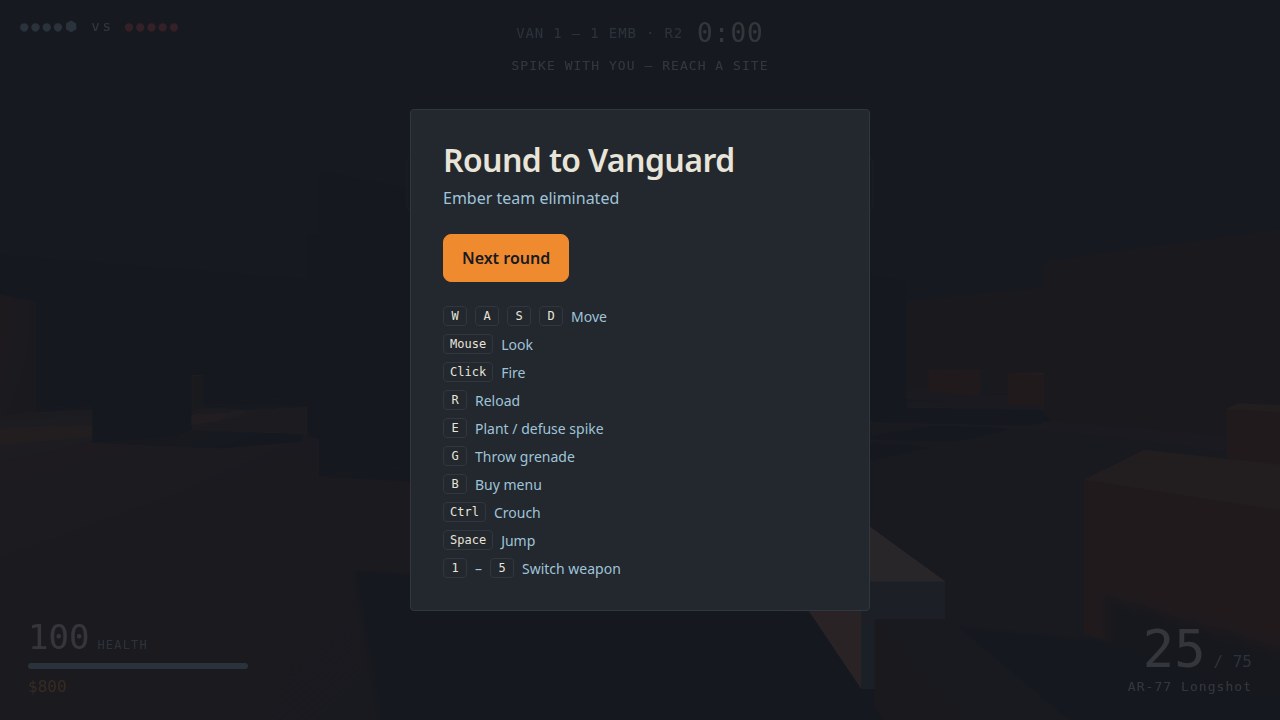 VS
VAN 1 — 1 EMB · R2 0:00
SPIKE WITH YOU — REACH A SITE
Round to Vanguard
Ember team eliminated
Next round
W A S D Move
Mouse Look
Click Fire
R Reload
E Plant / defuse spike
G Throw grenade
B Buy menu
Ctrl Crouch
Space Jump
1 – 5 Switch weapon
100 HEALTH
$800
25 / 75
AR-77 Longshot